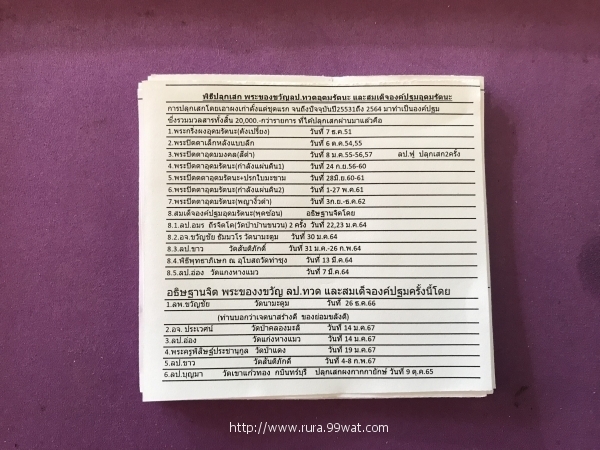 พิธีปลุกเสก พระของขวัญลป.ทวดอุดมรัตนะ และสมเด็จองค์ปฐมอุดมรัตนะ
การปลุกเสกโดยเอาผงเก่าตั้งแต่ชุดแรก จนถึงปัจจุบันปี25531ถึง 2564 มาทำเป็นองค์ปฐม
ซึ่งรวมมวลสารทั้งสิ้น 20,000.-กว่ารายการ ที่ได้ปลุกเสกผ่านมาแล้วคือ
1.พระกริ่งผงอุดมรัตนะ(ดังเปรี้ยง) วันที่ 7 ธ.ค.51
2.พระปิดตาเล็กหลังแบบลึก วันที่ 6 ต.ค.54,55
3.พระปิดตาอุดมมงคล(สีดำ) วันที่ 8 ม.ค.55-56,57 ลป.ฟู ปลุกเสก2ครั้ง
4.พระปิดตาอุดมรัตนะ(กำลังแผ่นดิน1) วันที่ 24 ก.ย.56-60
5.พระปิดตาอุดมรัตนะ+ปรกใบมะขาม วันที่ 28มิ.ย.60-61
6.พระปิดตาอุดมรัตนะ(กำลังแผ่นดิน2) วันที่ 1-27 พ.ค.61
7.พระปิดตาอุดมรัตนะ(พญางิ้วดำ) วันที่ 3ก.ย.-ธ.ค.62
8.สมเด็จองค์ปฐมอุดมรัตนะ(พุดซ้อน) อธิษฐานจิตโดย
8.1.ลป.อมร ถิรจิตโต(วัดป่าบ้านขนวน) 2 ครั้ง วันที่ 22,23 ม.ค.64
8.2.อจ.ขวัญชัย ธัมมวโร วัดนามะตูม วันที่ 30 ม.ค.64
8.3.ลป.ขาว วัดสันติภักดิ์ วันที่ 31 ม.ค.-26 ก.พ.64
8.4.พิธีพุทธาภิเษก ณ อุโบสถวัดท่าซุง วันที่ 13 มี.ค.64
8.5.ลป.อ่อง วัดแกงหางแมว วันที่ 7 มี.ค.64
อธิษฐานจิต พระของงขวัญ ลป.ทวด และสมเด็จองค์ปฐมครั้งนี้โดย
1.ลพ.ขวัญชัย วัดนามะตูม วันที่ 26 ธ.ค.66
(ท่านบอกว่าเจตนาสร้างดี ของย่อมขลังดี)
2.อจ. ประเวศน์ วัดป่าคลองมะลิ วันที่ 14 ม.ค.67
3.ลป.อ่อง วัดแก่งหางแมว วันที่ 14 ม.ค.67
4.พระครูพิสิษฐ์ประชานุกูล วัดป่าแดง วันที่ 19 ม.ค.67
5.ลป.ขาว วัดสันติภักดิ์ วันที่ 4-8 ก.พ.67
6.ลป.บุญมา วัดเขาแก้วทอง กบินทร์บุรี ปลุกเสกผงกากกายักษ์ วันที่ 9 ตุ.ค.65
http://www.rura.99wat.com